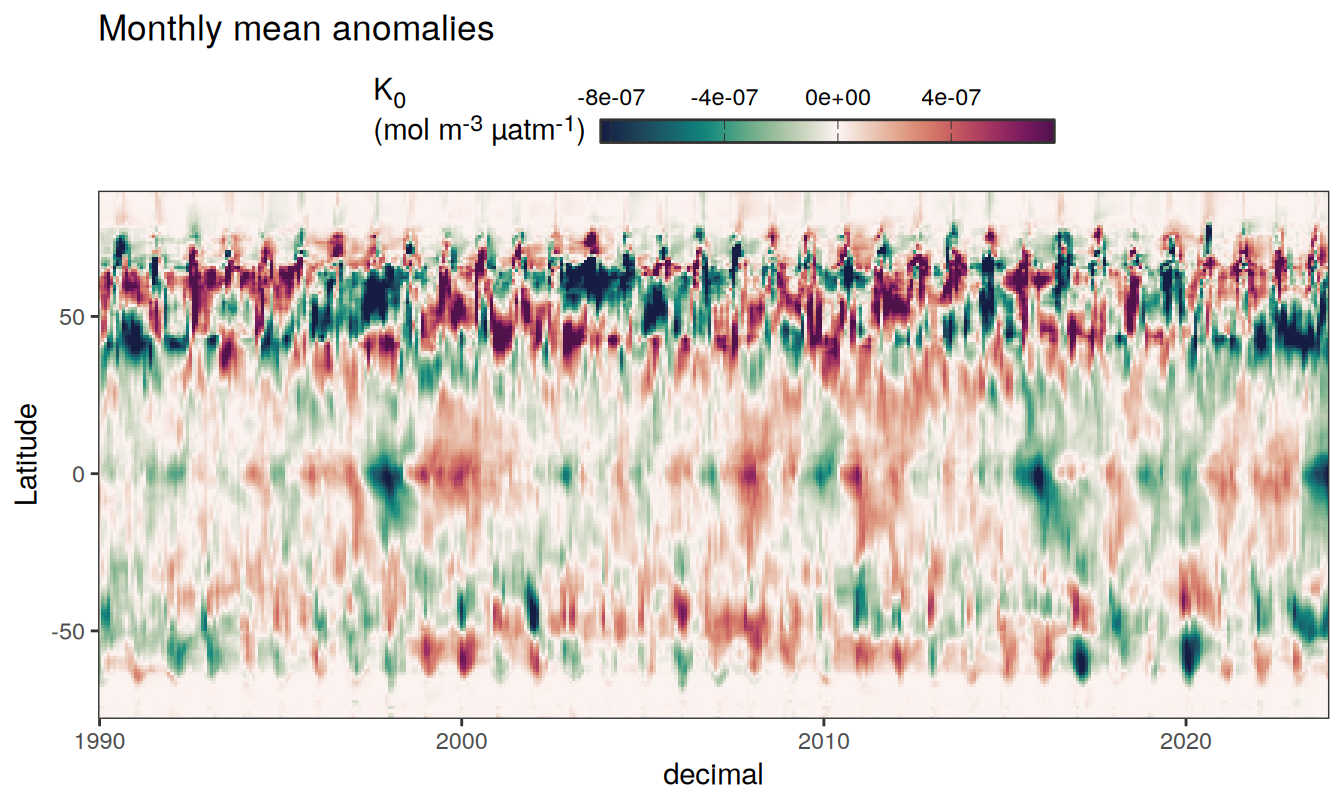 Monthly mean anomalies
K0
(mol m-3 µatm-1)
-8e-07 -4e-07 0e+00 4e-07
Latitude
50
0
-50
1990 2000 2010 2020
decimal